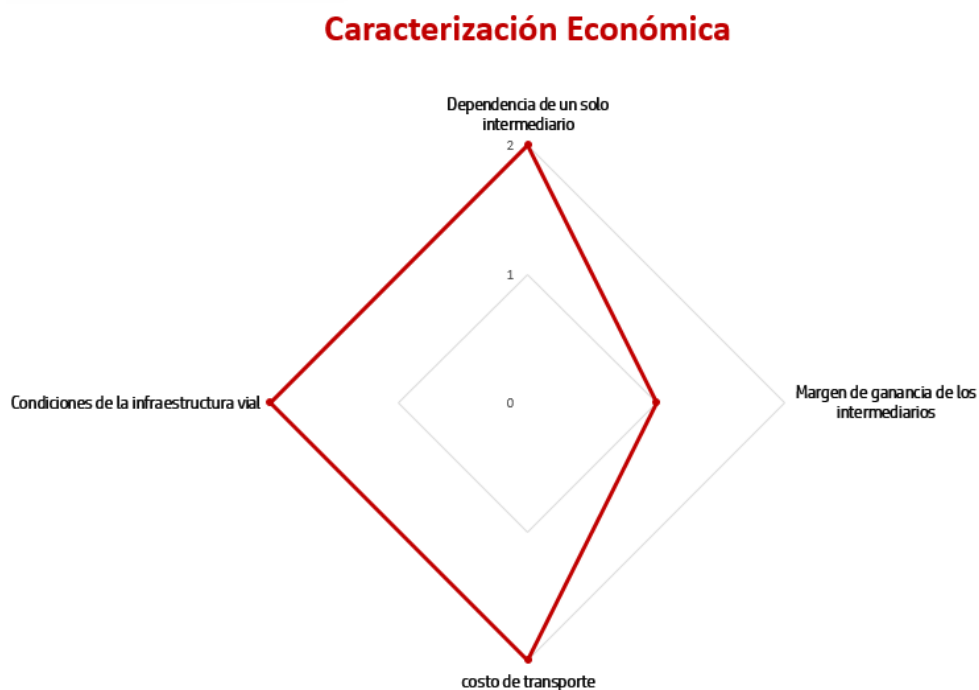 Caracterización Económica
Dependencia de un solo
intermediario
2
1
Condiciones de la infraestructura vial
0
Margen de ganancia de los
intermediarios
costo de transporte